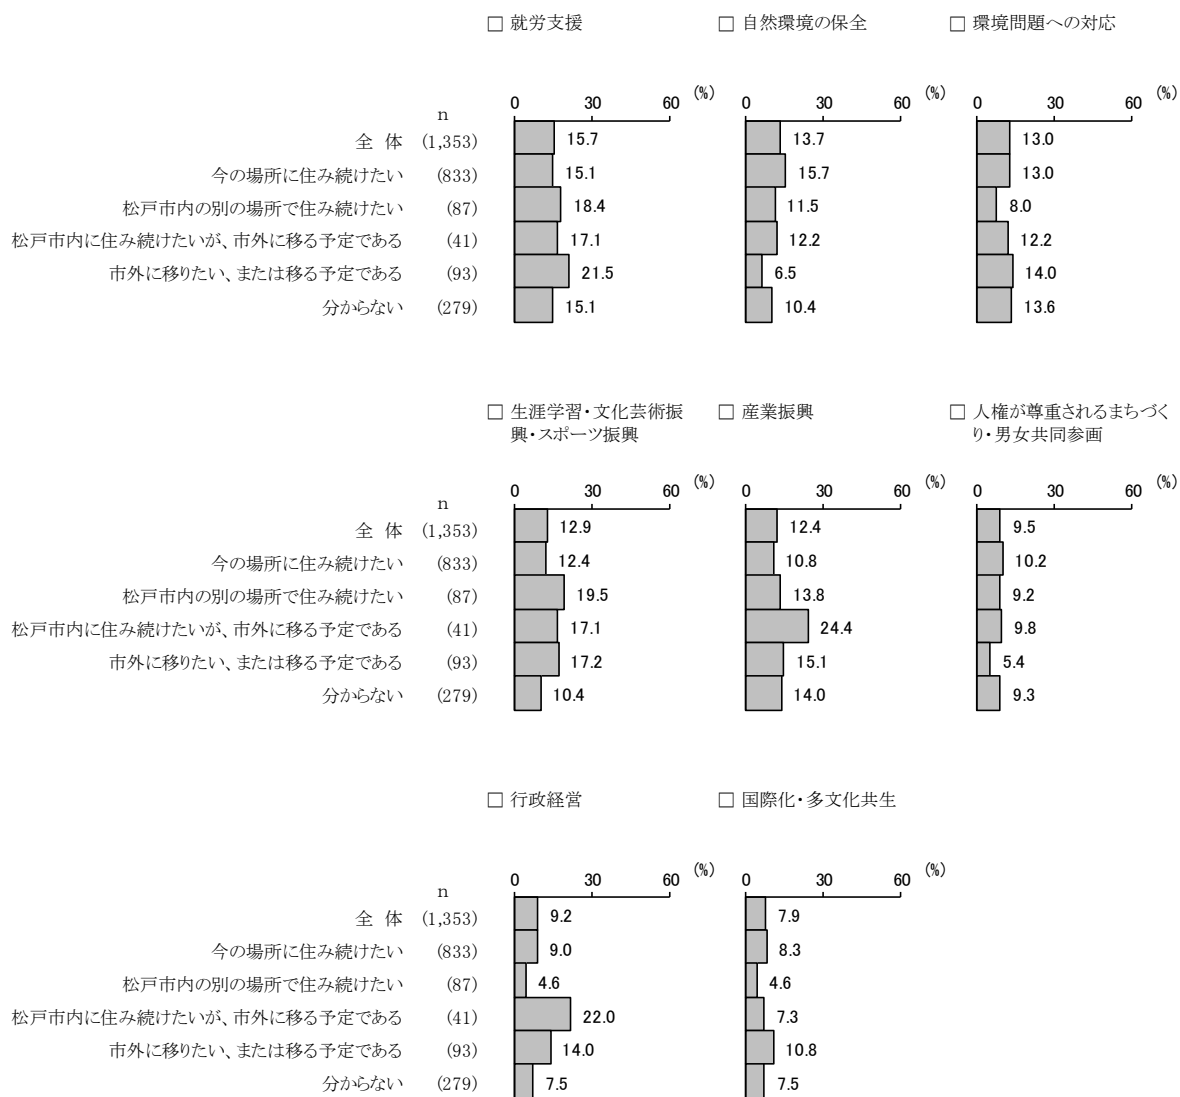 □ 就労支援 □ 自然環境の保全 □ 環境問題への対応
0 30 60 (%) 0 30 60 (%) 0 30 60 (%)
n
全 体 (1,353) 15.7 13.7 13.0
今の場所に住み続けたい (833) 15.1 15.7 13.0
松戸市内の別の場所で住み続けたい (87) 18.4 11.5 8.0
松戸市内に住み続けたいが、市外に移る予定である (41) 17.1 12.2 12.2
市外に移りたい、または移る予定である (93) 21.5 6.5 14.0
分からない (279) 15.1 10.4 13.6
□ 生涯学習・文化芸術振 □ 産業振興 □ 人権が尊重されるまちづく
興・スポーツ振興 り・男女共同参画
0 30 60 (%) 0 30 60 (%) 0 30 60 (%)
n
全 体 (1,353) 12.9 12.4 9.5
今の場所に住み続けたい (833) 12.4 10.8 10.2
松戸市内の別の場所で住み続けたい (87) 19.5 13.8 9.2
松戸市内に住み続けたいが、市外に移る予定である (41) 17.1 24.4 9.8
市外に移りたい、または移る予定である (93) 17.2 15.1 5.4
分からない (279) 10.4 14.0 9.3
□ 行政経営 □ 国際化・多文化共生
0 30 60 (%) 0 30 60 (%)
n
全 体 (1,353) 9.2 7.9
今の場所に住み続けたい (833) 9.0 8.3
松戸市内の別の場所で住み続けたい (87) 4.6 4.6
松戸市内に住み続けたいが、市外に移る予定である (41) 22.0 7.3
市外に移りたい、または移る予定である (93) 14.0 10.8
分からない (279) 7.5 7.5